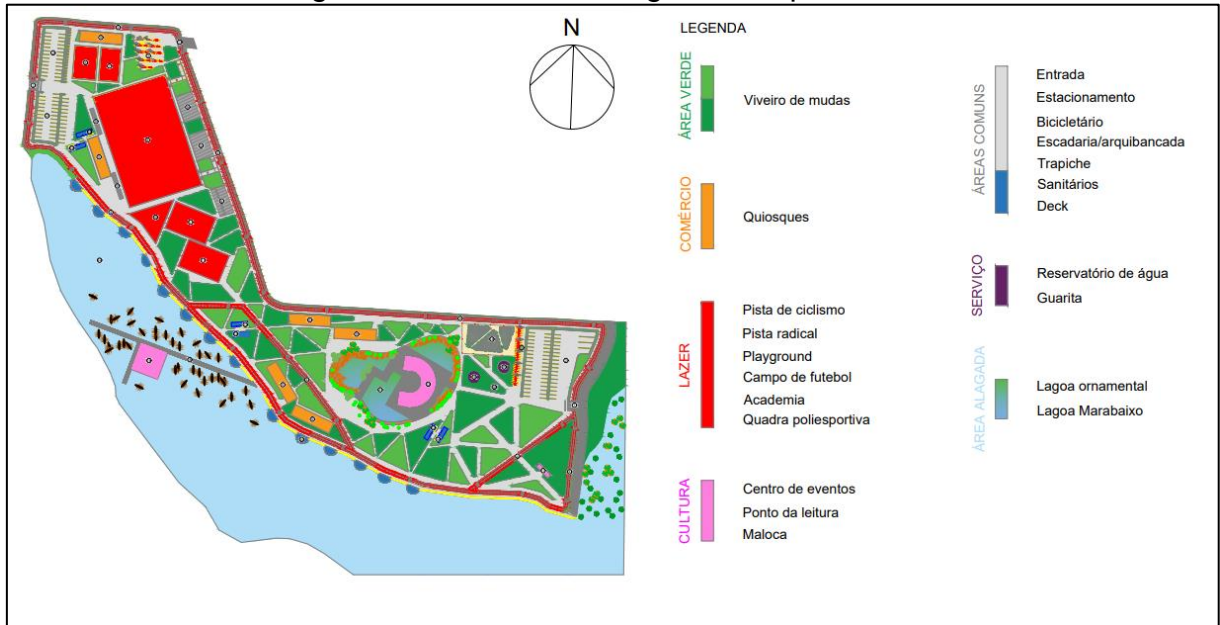 N
LEGENDA
ÁREA VERDE
Viveiro de mudas
COMÉRCIO
Quiosques
LAZER
Pista de ciclismo
Pista radical
Playground
Campo de futebol
Academia
Quadra poliesportiva
CULTURA
Centro de eventos
Ponto da leitura
Maloca
ÁREAS COMUNS
Entrada
Estacionamento
Bicicletário
Escadaria/arquibancada
Trapiche
Sanitários
Deck
SERVIÇO
Reservatório de água
Guarita
ÁREA ALAGADA
Lagoa ornamental
Lagoa Marabaixo